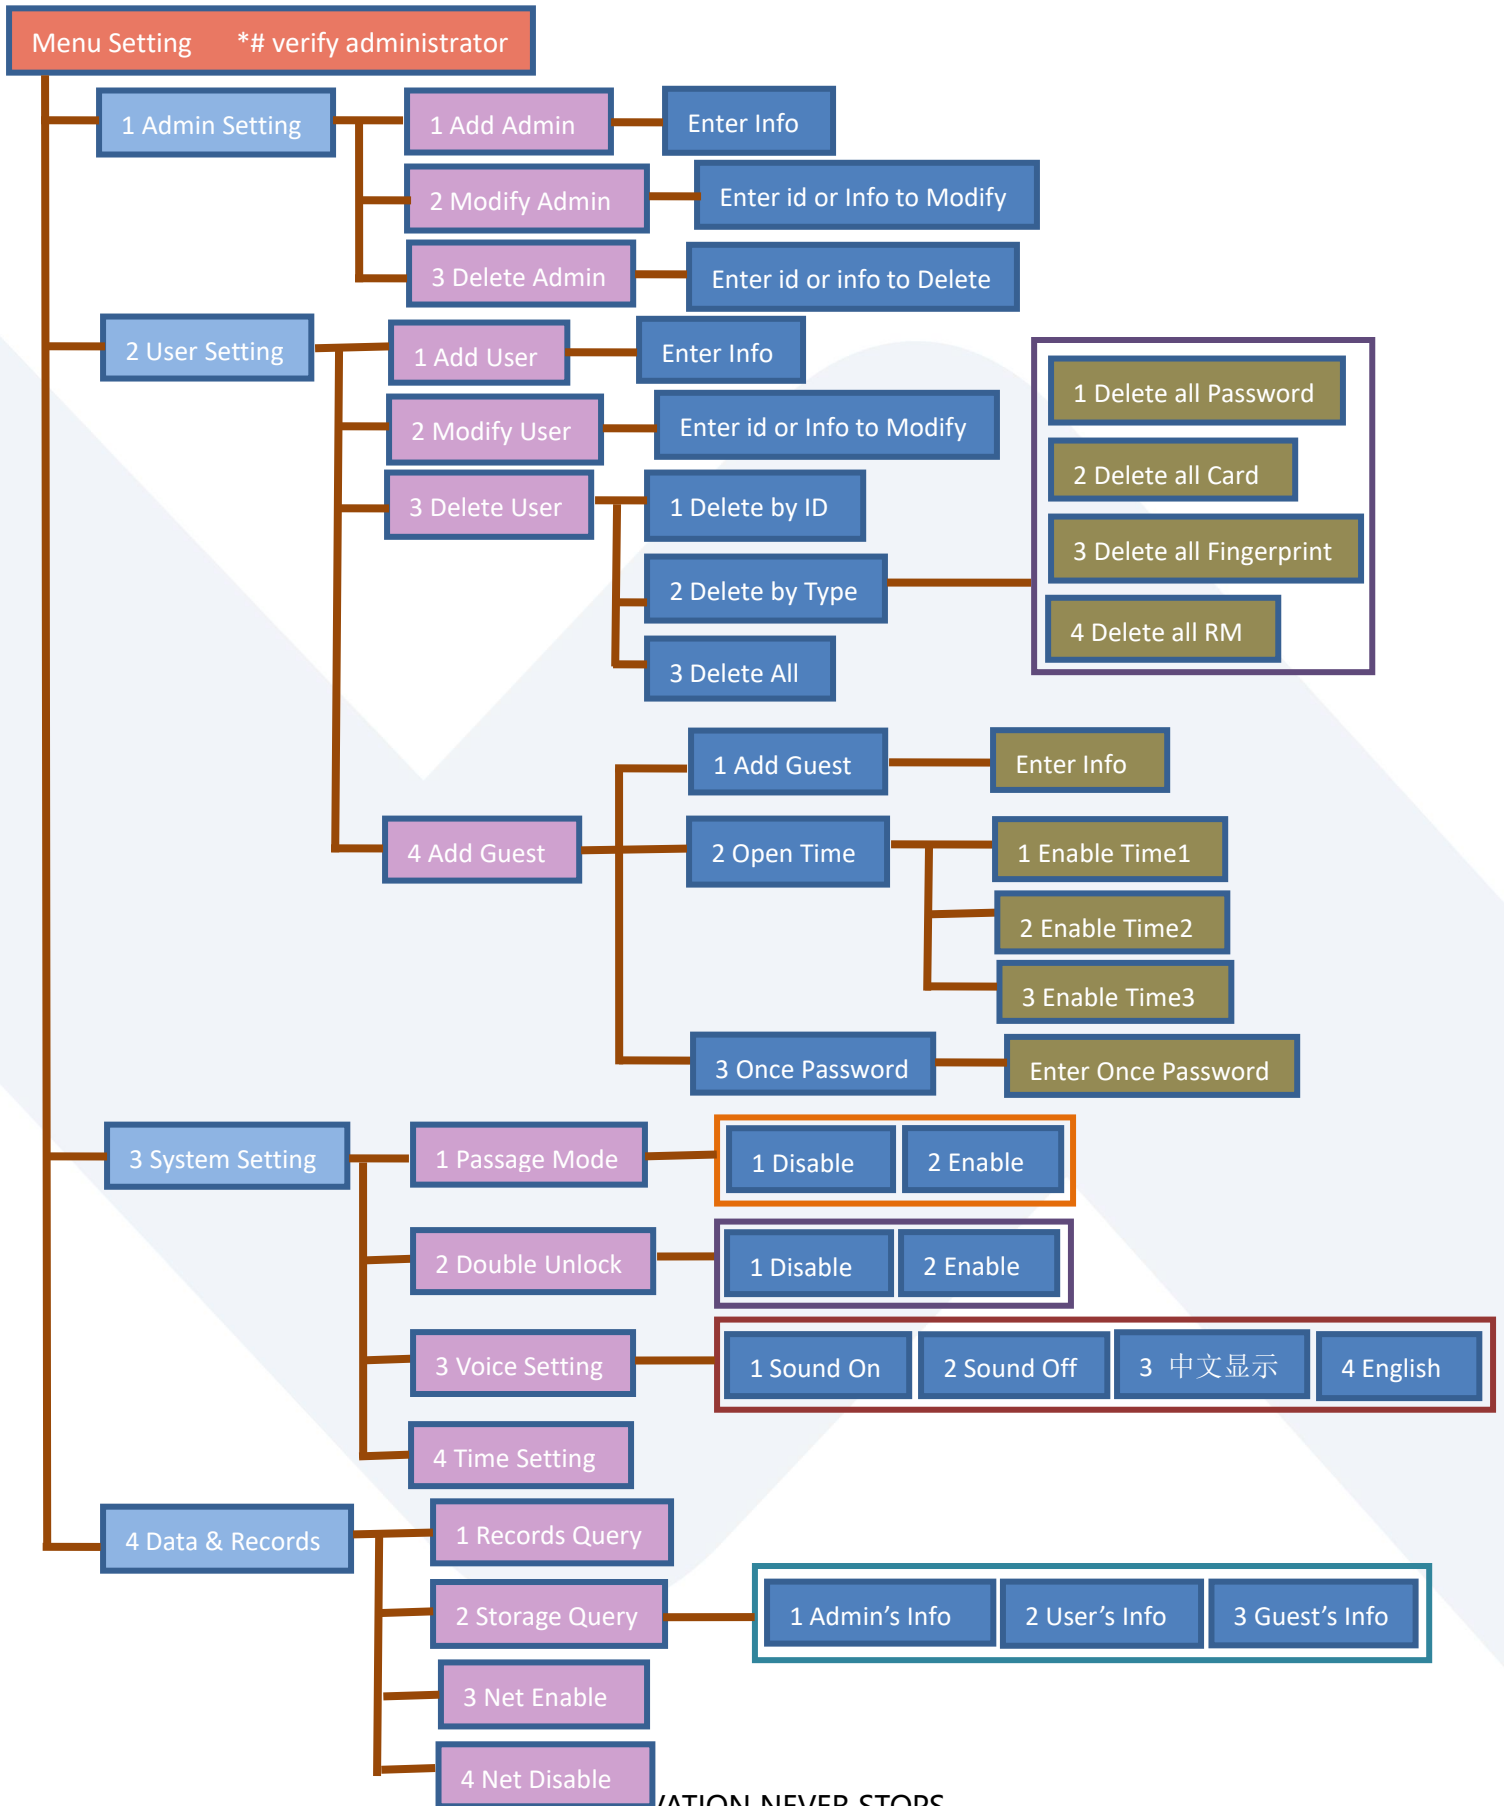 Menu Setting *# verify administrator
1 Admin Setting
1 Add Admin
Enter Info
2 Modify Admin
Enter id or Info to Modify
3 Delete Admin
Enter id or info to Delete
2 User Setting
1 Add User
Enter Info
2 Modify User
Enter id or Info to Modify
3 Delete User
1 Delete by ID
2 Delete by Type
1 Delete all Password
2 Delete all Card
3 Delete all Fingerprint
4 Delete all RM
3 Delete All
4 Add Guest
1 Add Guest
Enter Info
2 Open Time
1 Enable Time1
2 Enable Time2
3 Enable Time3
3 Once Password
Enter Once Password
3 System Setting
1 Passage Mode
1 Disable
2 Enable
2 Double Unlock
1 Disable
2 Enable
3 Voice Setting
1 Sound On
2 Sound Off
3 中文显示
4 English
4 Time Setting
4 Data & Records
1 Records Query
2 Storage Query
1 Admin’s Info
2 User’s Info
3 Guest’s Info
3 Net Enable
4 Net Disable
NEVER STOPS